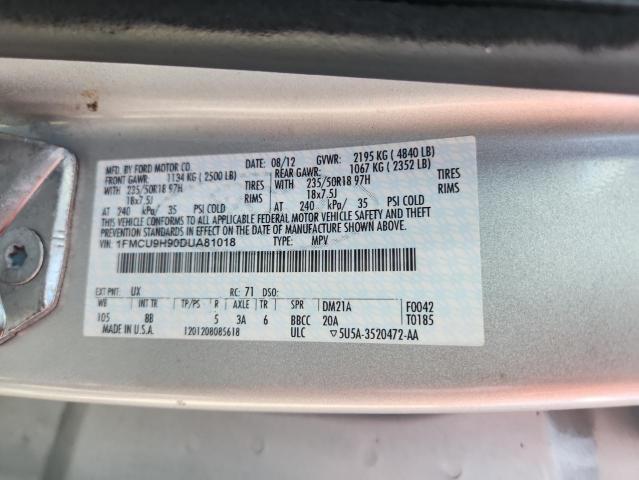 MFD. BY FORD MOTOR CO. DATE: 08/12 GVWR: 2195 KG ( 4840 LB)
FRONT GAWR: 1134 KG ( 2500 LB) REAR GAWR: 1067 KG ( 2352 LB)
WITH 235/50R18 97H TIRES WITH 235/50R18 97H TIRES
18x7.5J RIMS 18x7.5J RIMS
AT 240 kPa/ 35 PSI COLD AT 240 kPa/ 35 PSI COLD
THIS VEHICLE CONFORMS TO ALL APPLICABLE FEDERAL MOTOR VEHICLE SAFETY AND THEFT
PREVENTION STANDARDS IN EFFECT ON THE DATE OF MANUFACTURE SHOWN ABOVE.
VIN: 1FMCU9H90DUA81018 TYPE: MPV
EXT PNT: UX RC: 71 DSO:
WB INT TR TP/PS R AXLE TR SPR DM21A F0042
105 8B 5 3A 6 BBCC 20A T0185
MADE IN U.S.A. 1201208085618 ULC ▽5U5A-3520472-AA